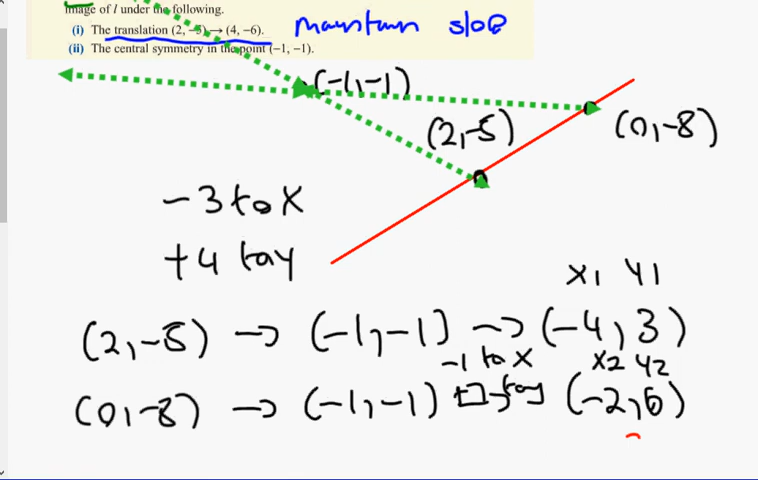 image of l under the following.
(i) The translation (2, −5) → (4, −6).
maintain slope
(ii) The central symmetry in the point (−1, −1).
(-1,-1)
(2,-5)
(0,-8)
-3 to x
+4 to y
x1 y1
(2,-5) → (-1,-1) → (-4,3)
-1 to x
x2 y2
(0,-8) → (-1,-1)
to y
(-2,6)